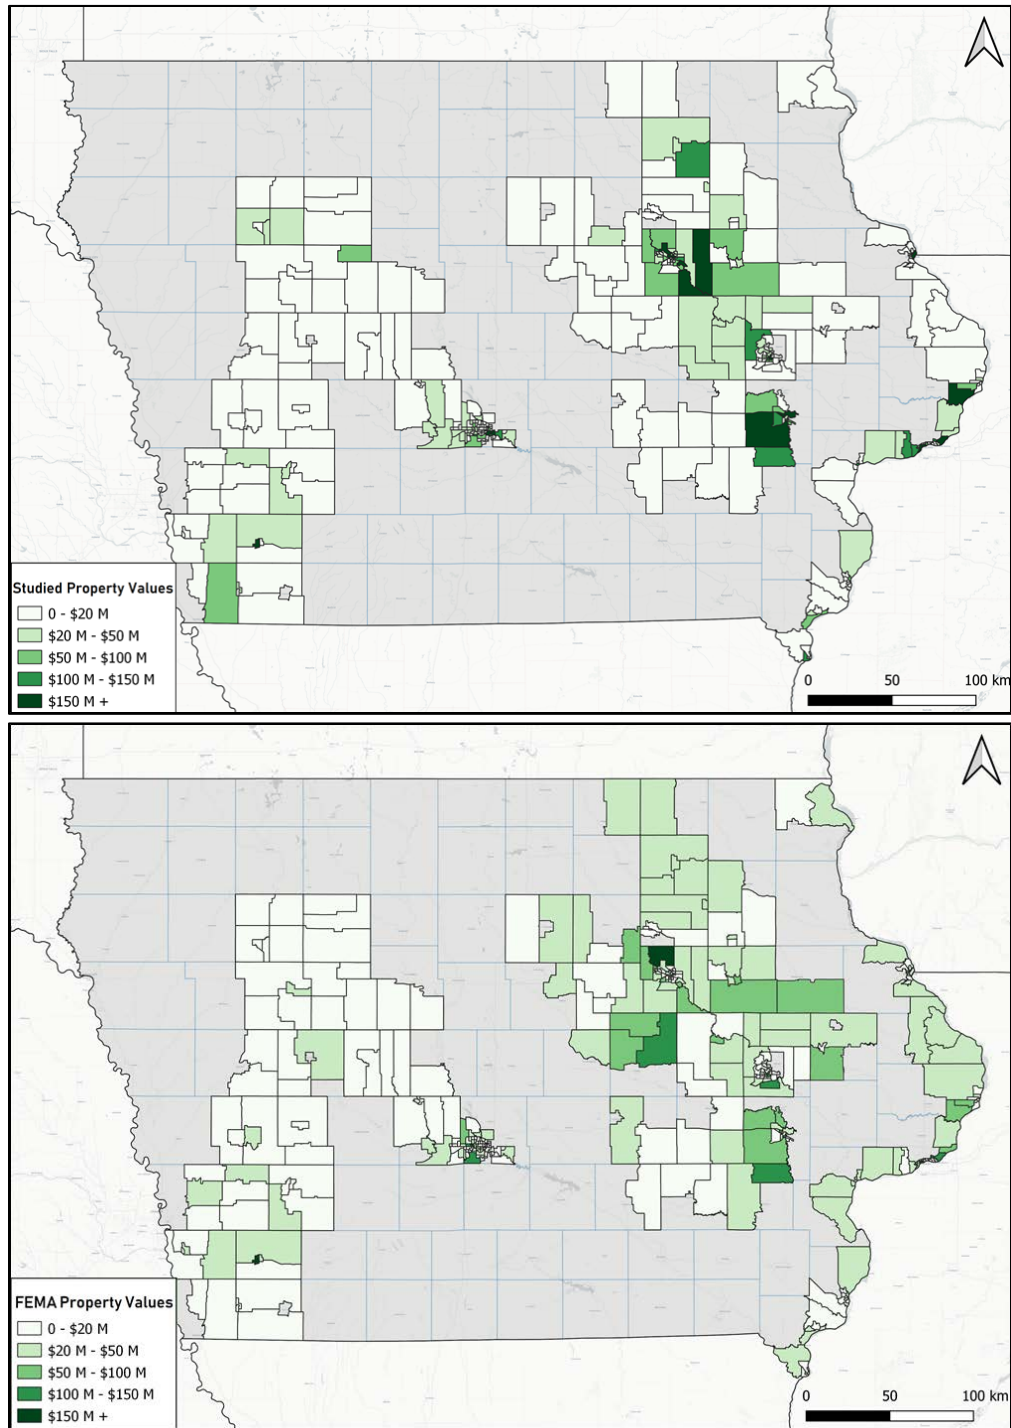 Studied Property Values
0 - $20 M
$20 M - $50 M
$50 M - $100 M
$100 M - $150 M
$150 M +
0 50 100 km
FEMA Property Values
0 - $20 M
$20 M - $50 M
$50 M - $100 M
$100 M - $150 M
$150 M +
0 50 100 km